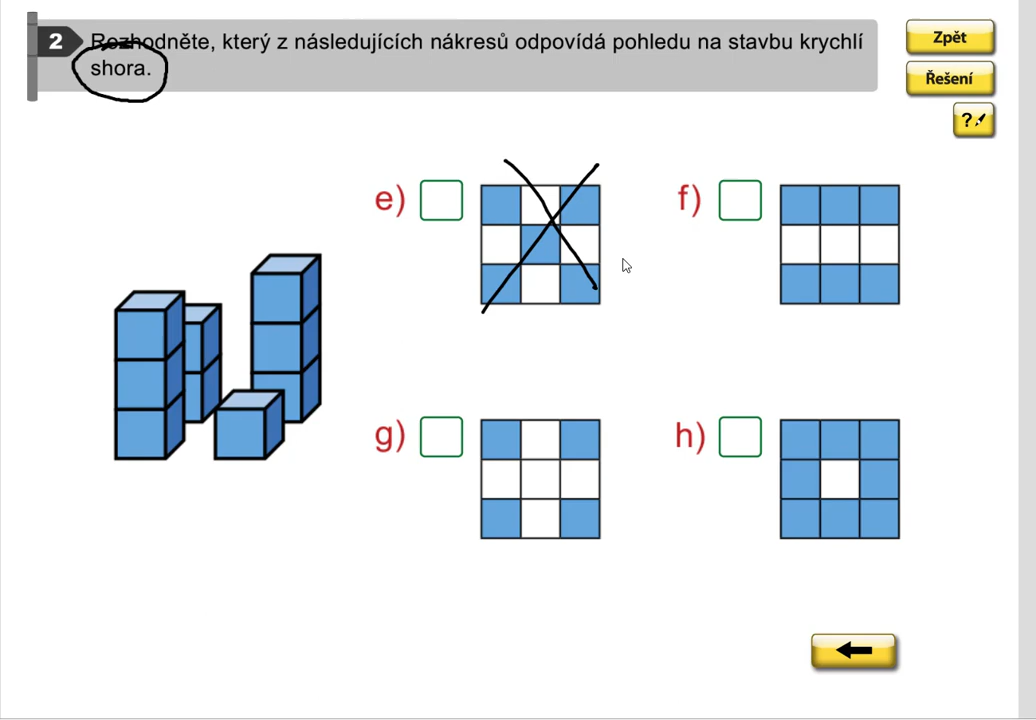 2 Rozhodněte, který z následujících nákresů odpovídá pohledu na stavbu krychlí
shora.
Zpět
Řešení
?
e)
f)
g)
h)